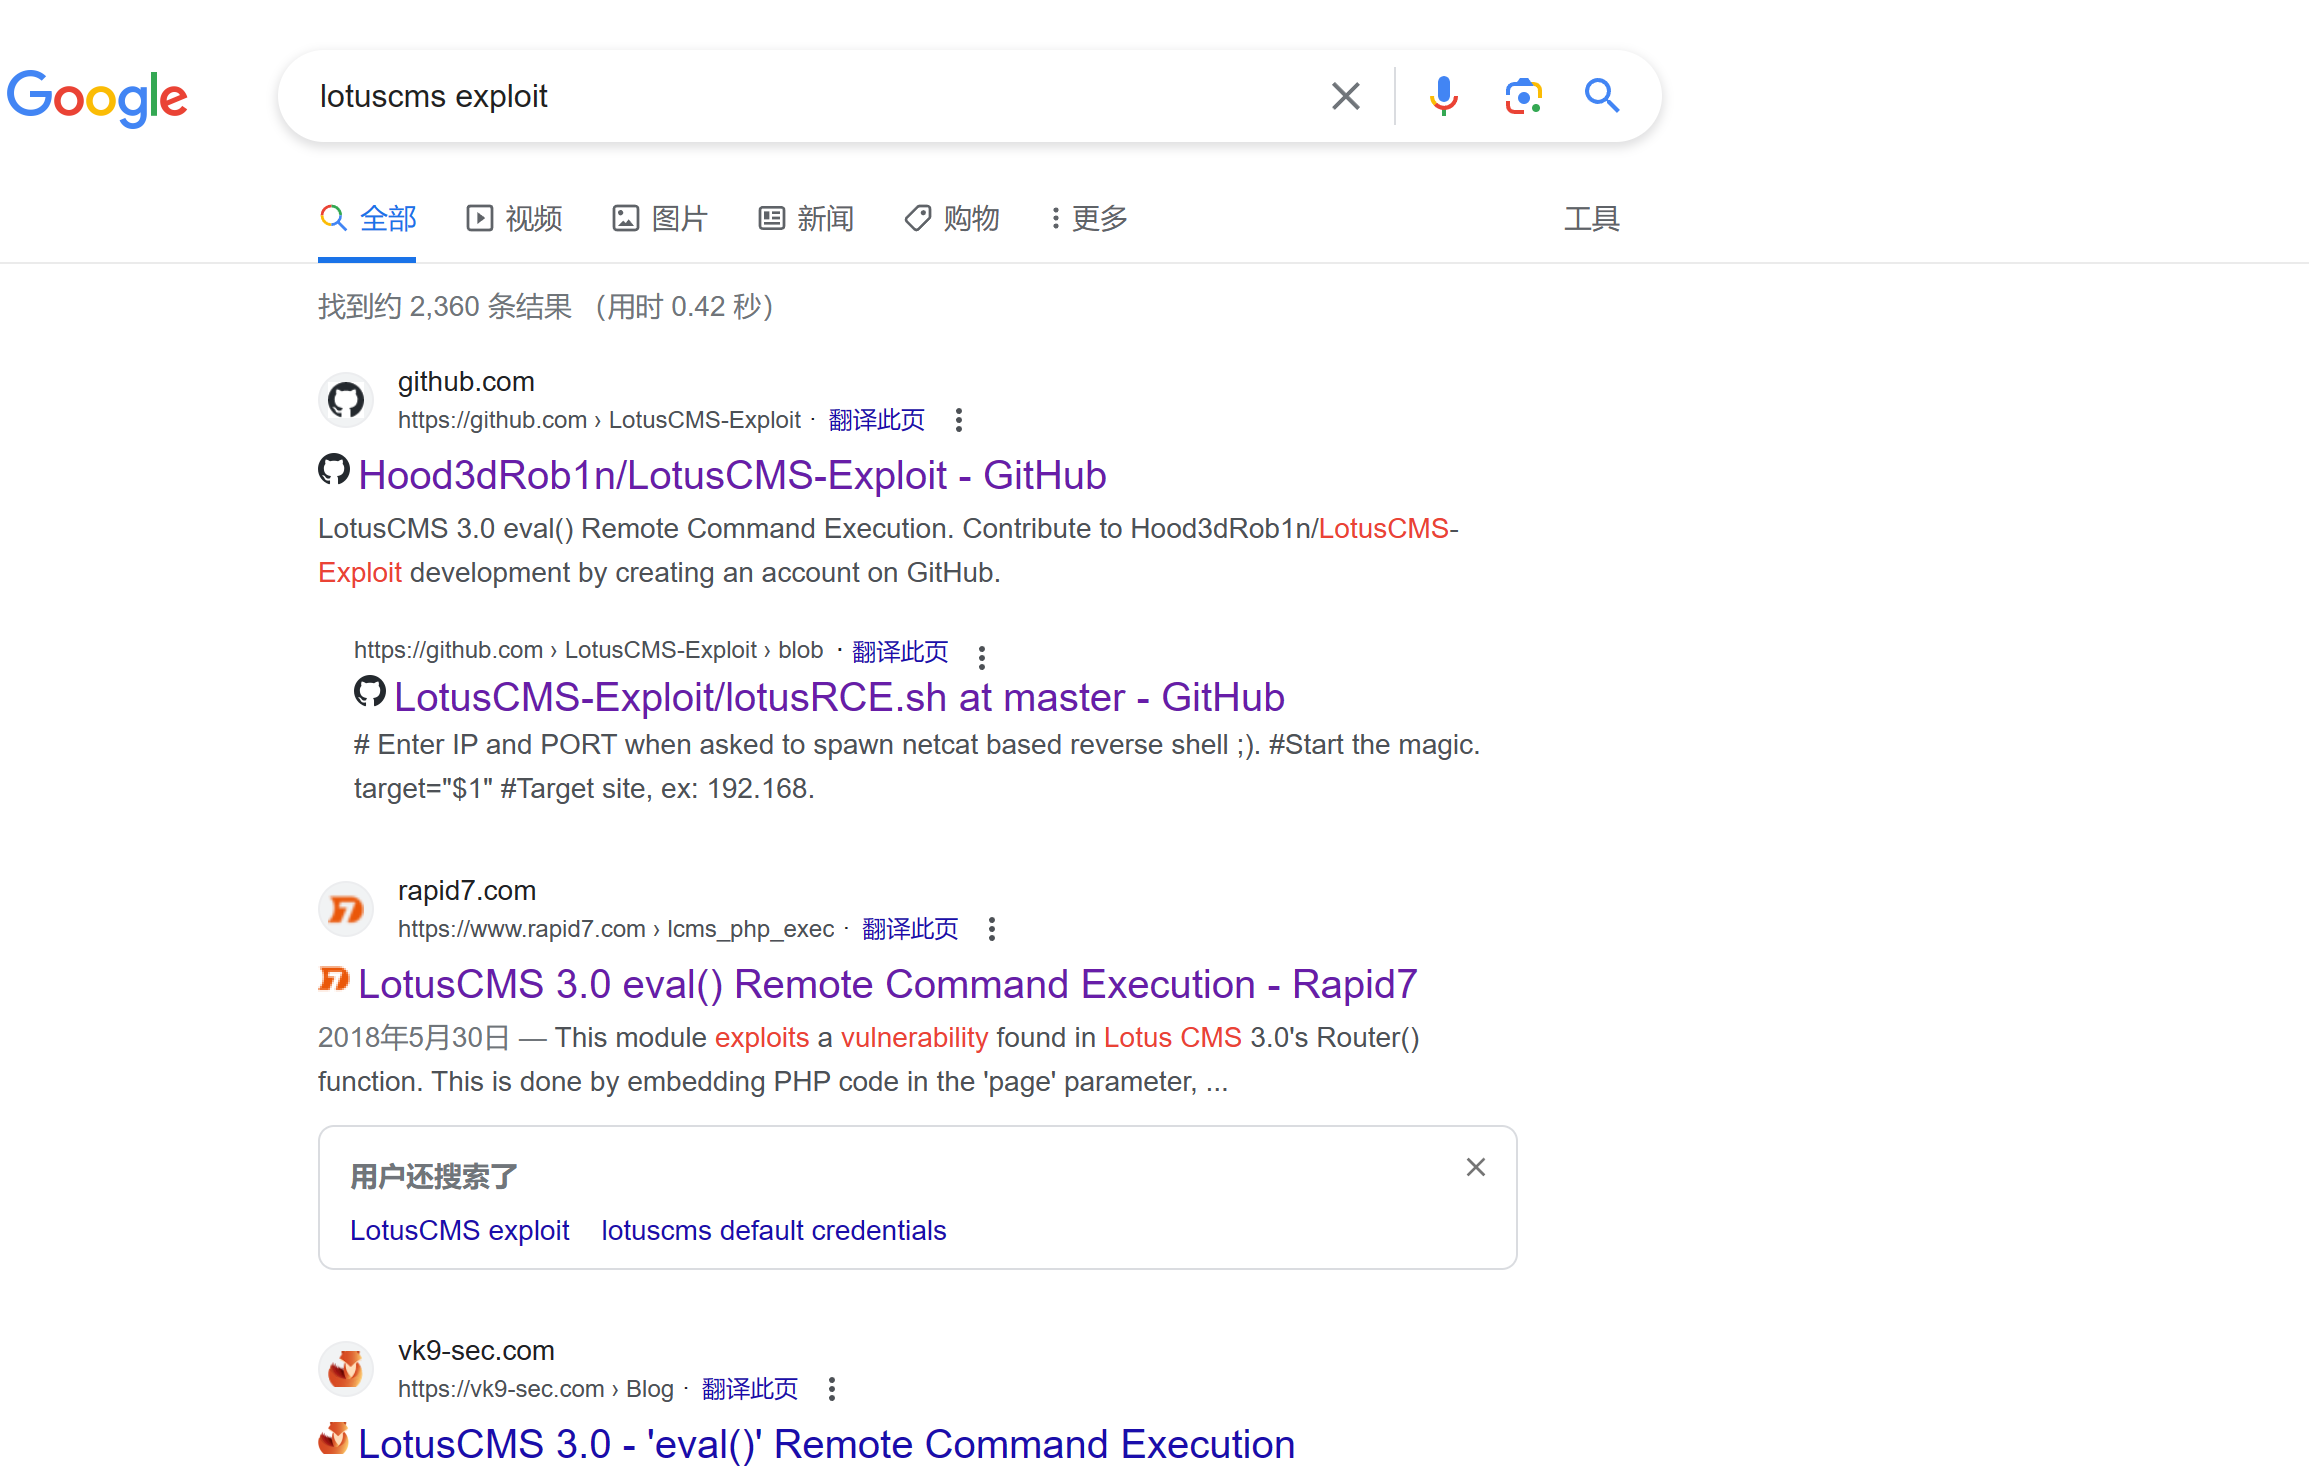 Google
lotuscms exploit
全部 视频 图片 新闻 购物 更多 工具
找到约 2,360 条结果 （用时 0.42 秒）
github.com
https://github.com › LotusCMS-Exploit · 翻译此页
Hood3dRob1n/LotusCMS-Exploit - GitHub
LotusCMS 3.0 eval() Remote Command Execution. Contribute to Hood3dRob1n/LotusCMS-
Exploit development by creating an account on GitHub.
https://github.com › LotusCMS-Exploit › blob · 翻译此页
LotusCMS-Exploit/lotusRCE.sh at master - GitHub
# Enter IP and PORT when asked to spawn netcat based reverse shell ;). #Start the magic.
target="$1" #Target site, ex: 192.168.
rapid7.com
https://www.rapid7.com › lcms_php_exec · 翻译此页
LotusCMS 3.0 eval() Remote Command Execution - Rapid7
2018年5月30日 — This module exploits a vulnerability found in Lotus CMS 3.0's Router()
function. This is done by embedding PHP code in the 'page' parameter, ...
用户还搜索了
LotusCMS exploit lotuscms default credentials
vk9-sec.com
https://vk9-sec.com › Blog · 翻译此页
LotusCMS 3.0 - 'eval()' Remote Command Execution